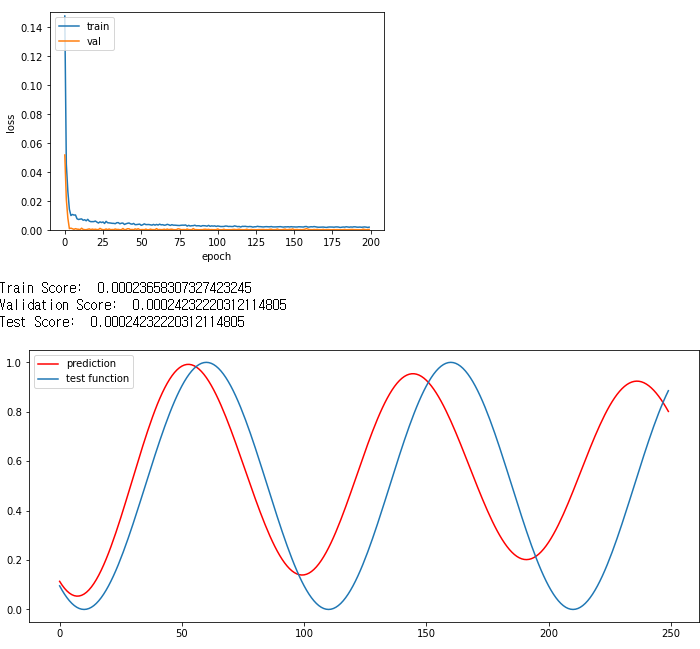 train
val
0.14
0.12
0.10
0.08
0.06
0.04
0.02
0.00
loss
0 25 50 75 100 125 150 175 200
epoch
Train Score: 0.00023658307327423245
Validation Score: 0.00024232220312114805
Test Score: 0.00024232220312114805
prediction
test function
1.0
0.8
0.6
0.4
0.2
0.0
0 50 100 150 200 250